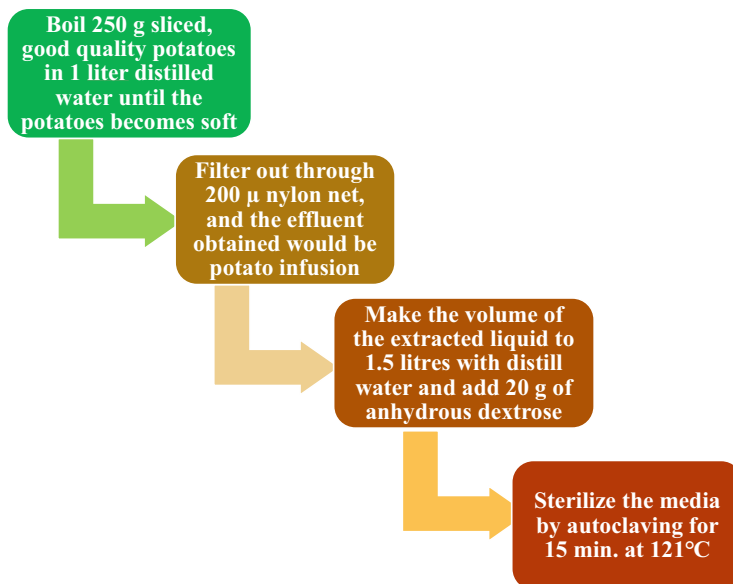 Boil 250 g sliced,
good quality potatoes
in 1 liter distilled
water until the
potatoes becomes soft
Filter out through
200 µ nylon net,
and the effluent
obtained would be
potato infusion
Make the volume of
the extracted liquid to
1.5 litres with distill
water and add 20 g of
anhydrous dextrose
Sterilize the media
by autoclaving for
15 min. at 121°C